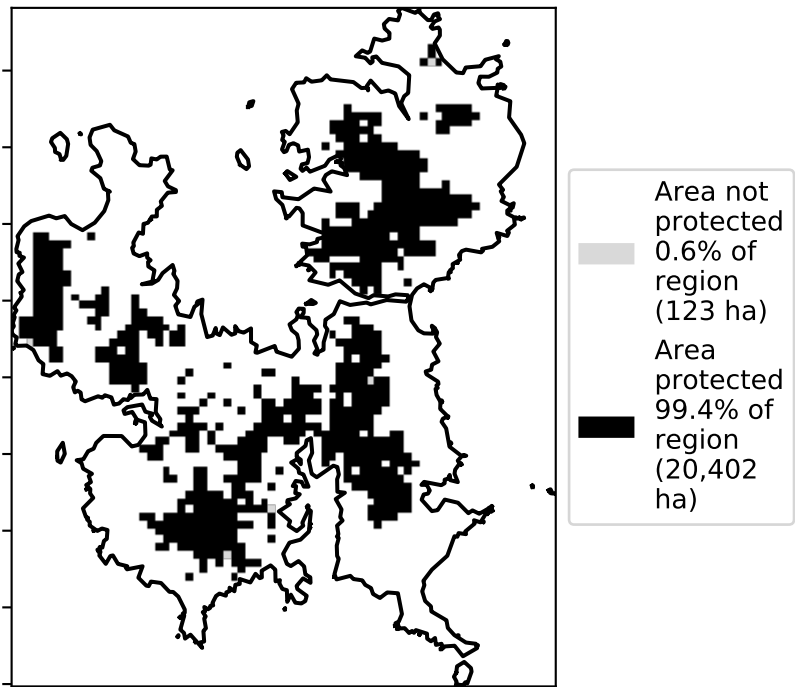 Area not
protected
0.6% of
region
(123 ha)
Area
protected
99.4% of
region
(20,402
ha)